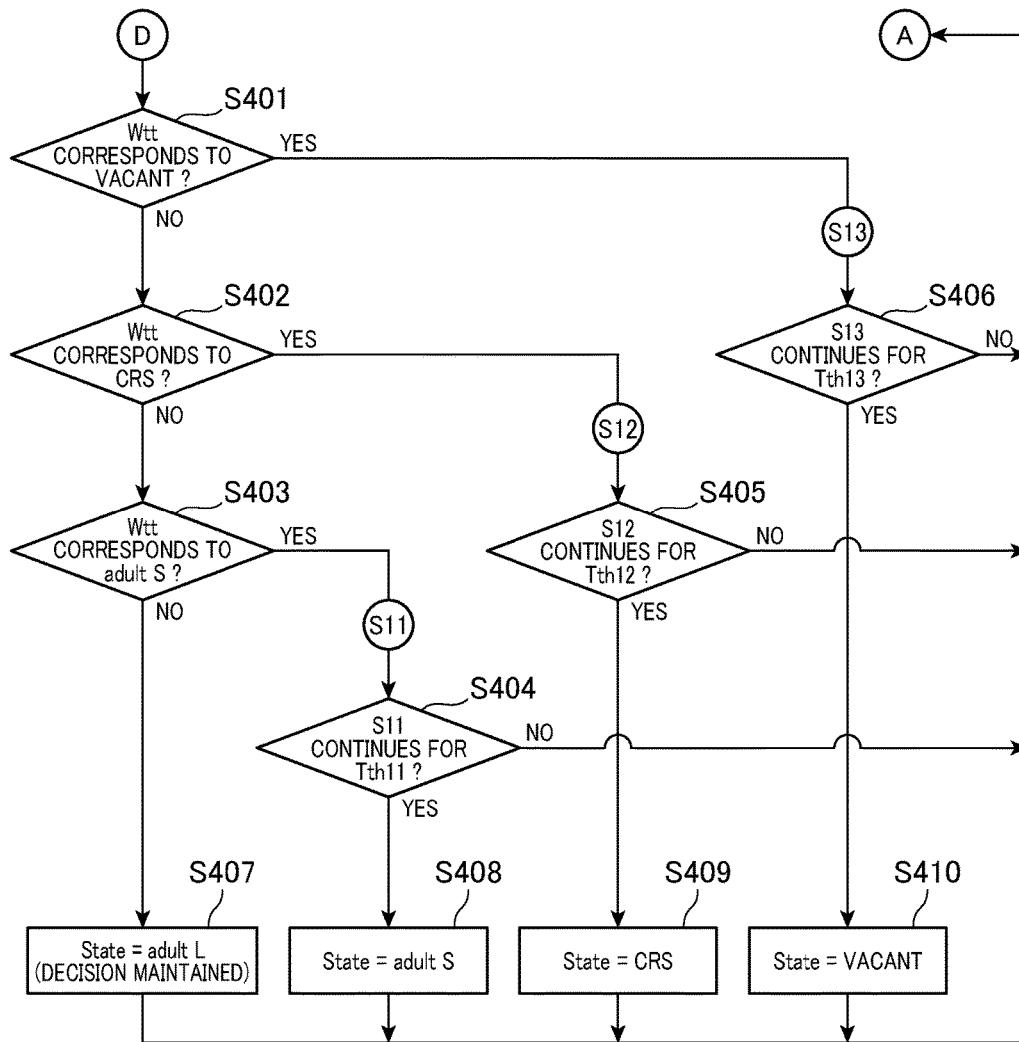 D
A
S401
Wtt
CORRESPONDS TO
VACANT ?
YES
NO
S13
S402
Wtt
CORRESPONDS TO
CRS ?
YES
NO
S406
S13
CONTINUES FOR
Tth13 ?
NO
YES
S12
S403
Wtt
CORRESPONDS TO
adult S ?
YES
NO
S405
S12
CONTINUES FOR
Tth12 ?
NO
YES
S11
S404
S11
CONTINUES FOR
Tth11 ?
NO
YES
S407
State = adult L
(DECISION MAINTAINED)
S408
State = adult S
S409
State = CRS
S410
State = VACANT